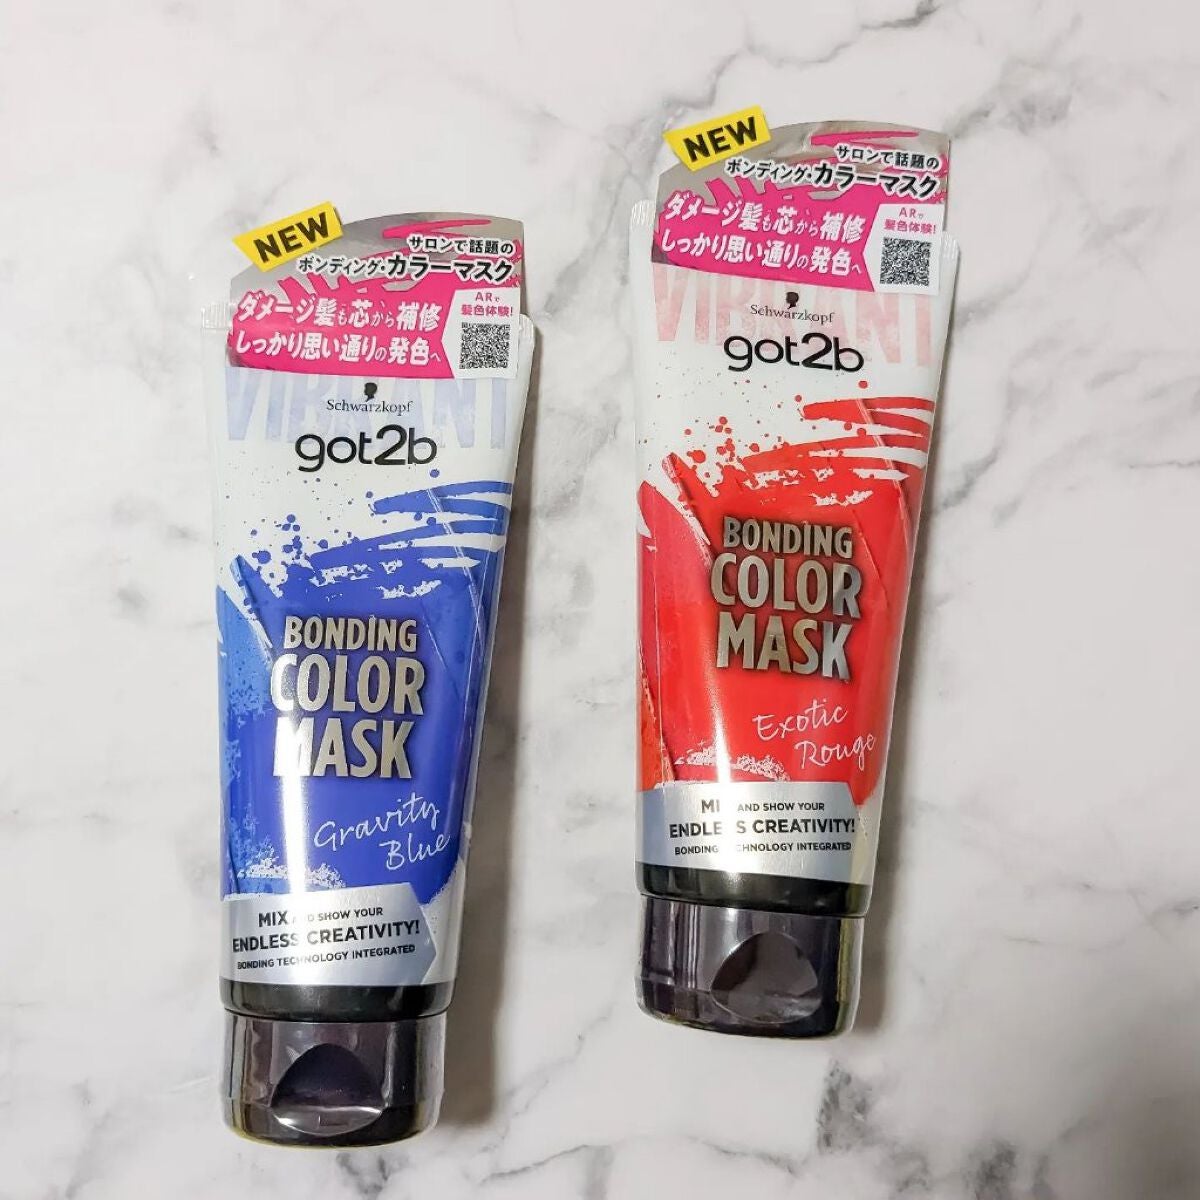 NEW
サロンで話題の
ボンディング・カラーマスク
ダメージ髪も芯から補修
しっかり思い通りの発色へ
ARで
髪色体験!
VIBRANT
Schwarzkopf
got2b
BONDING
COLOR
MASK
Gravity
Blue
MIX AND SHOW YOUR
ENDLESS CREATIVITY!
BONDING TECHNOLOGY INTEGRATED
NEW
サロンで話題の
ボンディング・カラーマスク
ダメージ髪も芯から補修
しっかり思い通りの発色へ
ARで
髪色体験!
VIBRANT
Schwarzkopf
got2b
BONDING
COLOR
MASK
Exotic
Rouge
MIX AND SHOW YOUR
ENDLESS CREATIVITY!
BONDING TECHNOLOGY INTEGRATED